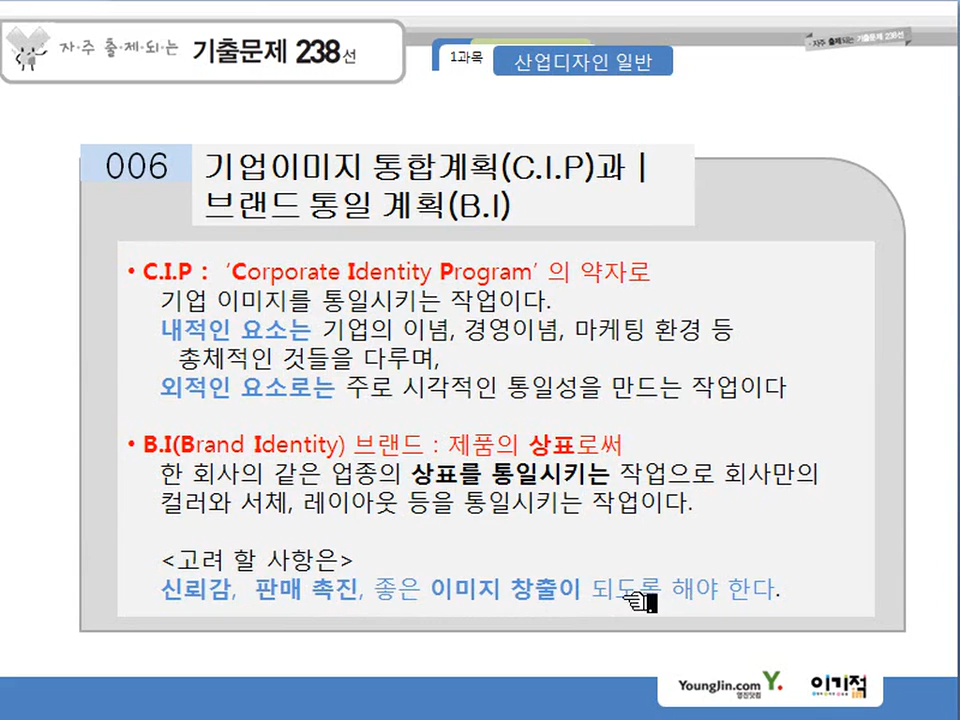 자·주 출·제·되·는 기출문제 238선
1과목 산업디자인 일반
자주 출제되는 기출문제 238선
006 기업이미지 통합계획(C.I.P)과 |
브랜드 통일 계획(B.I)
• C.I.P : ‘Corporate Identity Program’ 의 약자로
기업 이미지를 통일시키는 작업이다.
내적인 요소는 기업의 이념, 경영이념, 마케팅 환경 등
총체적인 것들을 다루며,
외적인 요소로는 주로 시각적인 통일성을 만드는 작업이다
• B.I(Brand Identity) 브랜드 : 제품의 상표로써
한 회사의 같은 업종의 상표를 통일시키는 작업으로 회사만의
컬러와 서체, 레이아웃 등을 통일시키는 작업이다.
<고려 할 사항은>
신뢰감, 판매 촉진, 좋은 이미지 창출이 되도록 해야 한다.
YoungJin.com Y.
영진닷컴
이기적in